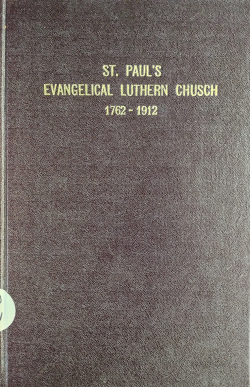 ST. PAUL'S
EVANGELICAL LUTHERN CHUSCH
1762-1912